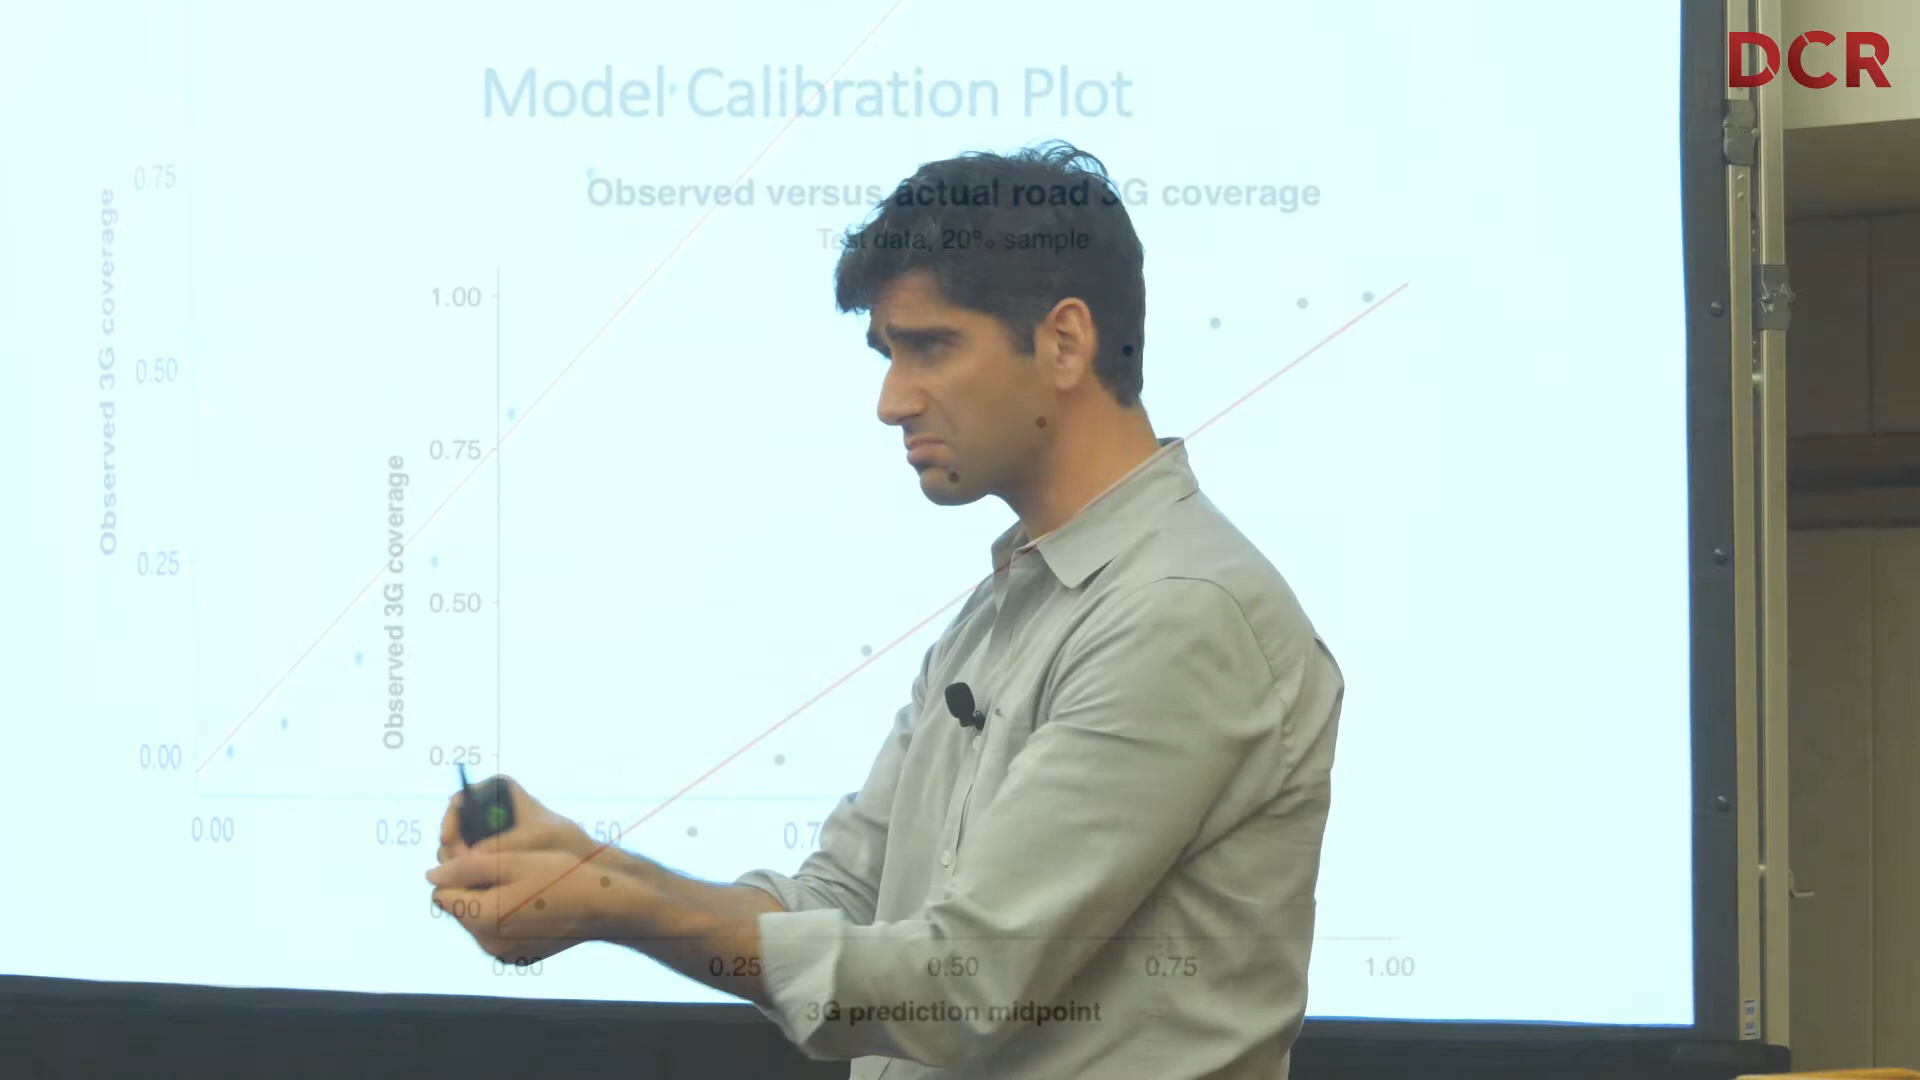 DCR
Model Calibration Plot
Observed versus actual road 3G coverage
Test data, 20% sample
Observed 3G coverage
0.75
0.50
0.25
0.00
0.00
0.25
0.50
Observed 3G coverage
1.00
0.75
0.50
0.25
0.00
0.00
0.25
0.50
0.75
1.00
3G prediction midpoint